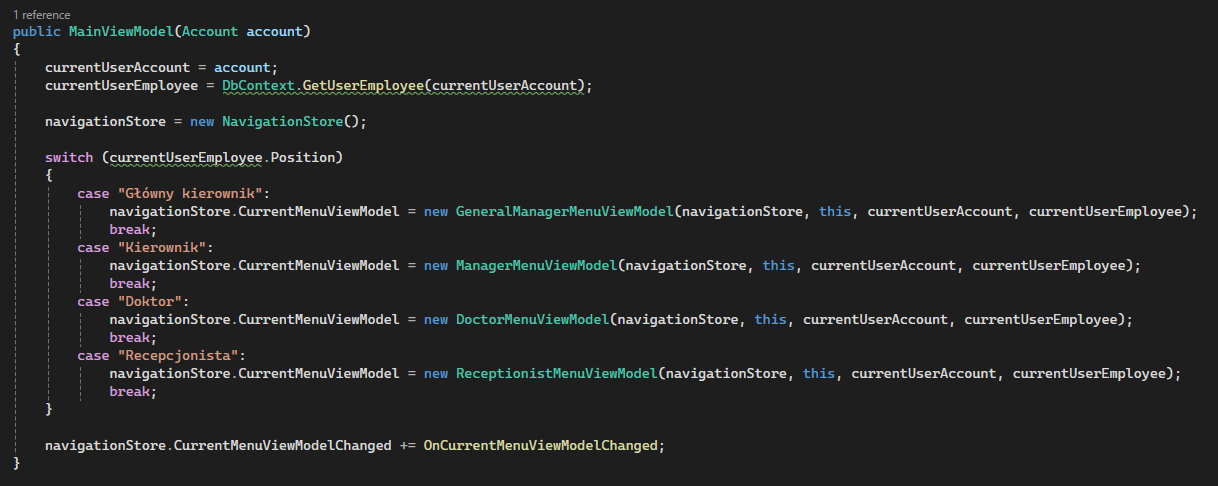 1 reference
public MainViewModel(Account account)
{
    currentUserAccount = account;
    currentUserEmployee = DbContext.GetUserEmployee(currentUserAccount);

    navigationStore = new NavigationStore();

    switch (currentUserEmployee.Position)
    {
        case "Główny kierownik":
            navigationStore.CurrentMenuViewModel = new GeneralManagerMenuViewModel(navigationStore, this, currentUserAccount, currentUserEmployee);
            break;
        case "Kierownik":
            navigationStore.CurrentMenuViewModel = new ManagerMenuViewModel(navigationStore, this, currentUserAccount, currentUserEmployee);
            break;
        case "Doktor":
            navigationStore.CurrentMenuViewModel = new DoctorMenuViewModel(navigationStore, this, currentUserAccount, currentUserEmployee);
            break;
        case "Recepcjonista":
            navigationStore.CurrentMenuViewModel = new ReceptionistMenuViewModel(navigationStore, this, currentUserAccount, currentUserEmployee);
            break;
    }

    navigationStore.CurrentMenuViewModelChanged += OnCurrentMenuViewModelChanged;
}